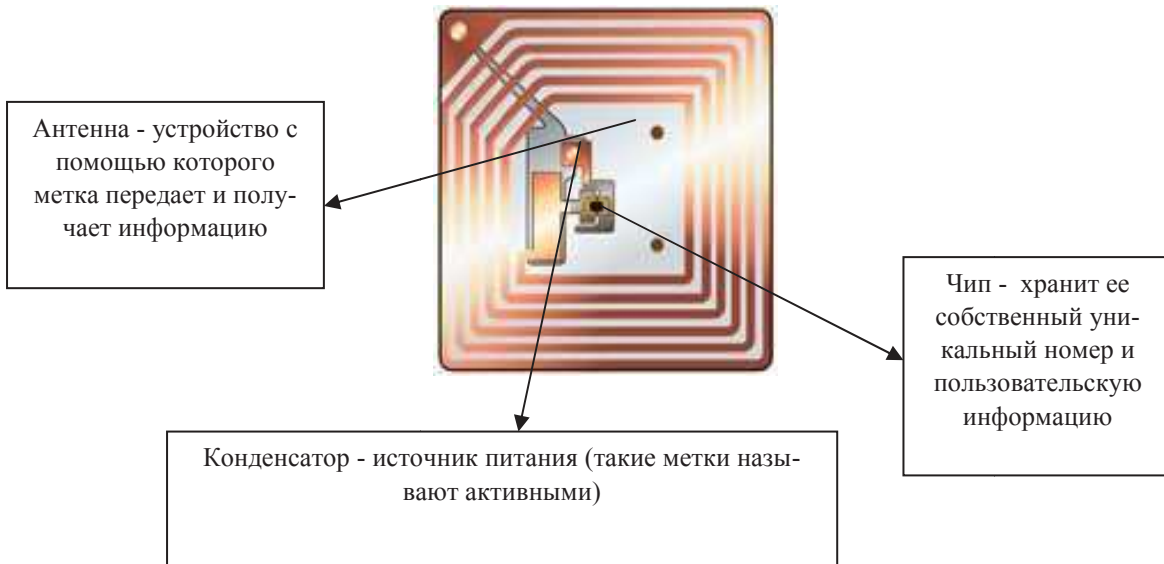 Антенна - устройство с
помощью которого
метка передает и полу-
чает информацию
Чип - хранит ее
собственный уни-
кальный номер и
пользовательскую
информацию
Конденсатор - источник питания (такие метки назы-
вают активными)